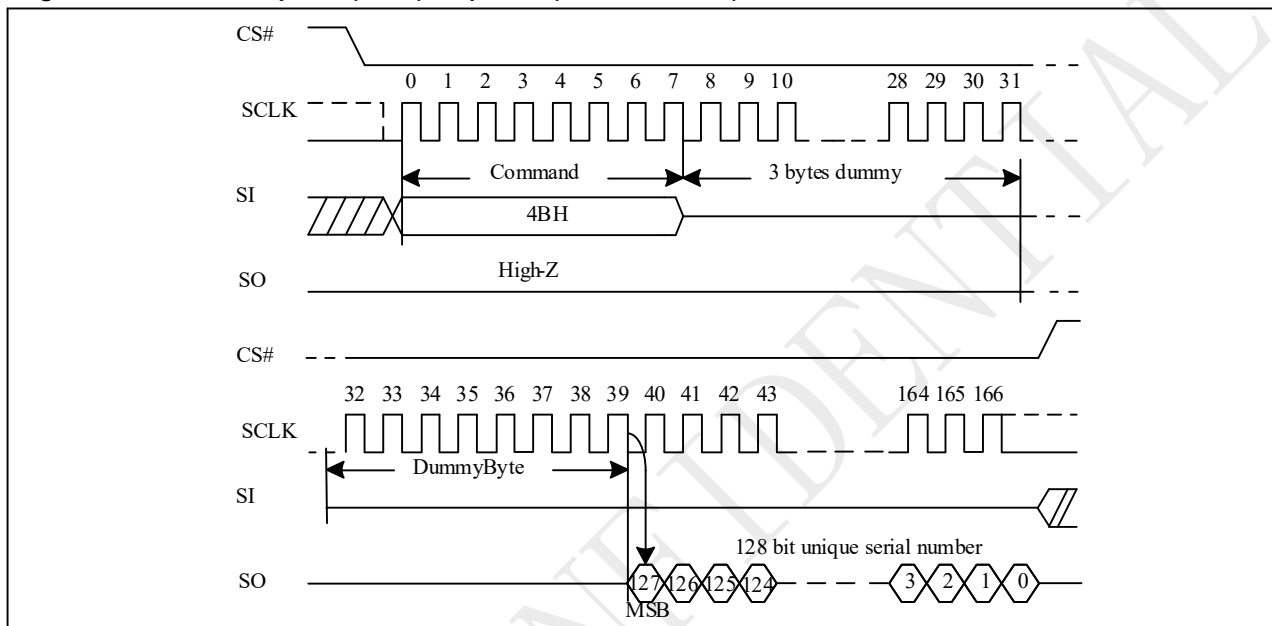 CS#
0 1 2 3 4 5 6 7 8 9 10 28 29 30 31
SCLK
Command 3 bytes dummy
SI
4BH
High-Z
SO
CS#
32 33 34 35 36 37 38 39 40 41 42 43 164 165 166
SCLK
DummyByte
SI
128 bit unique serial number
SO
127 126 125 124 3 2 1 0
MSB